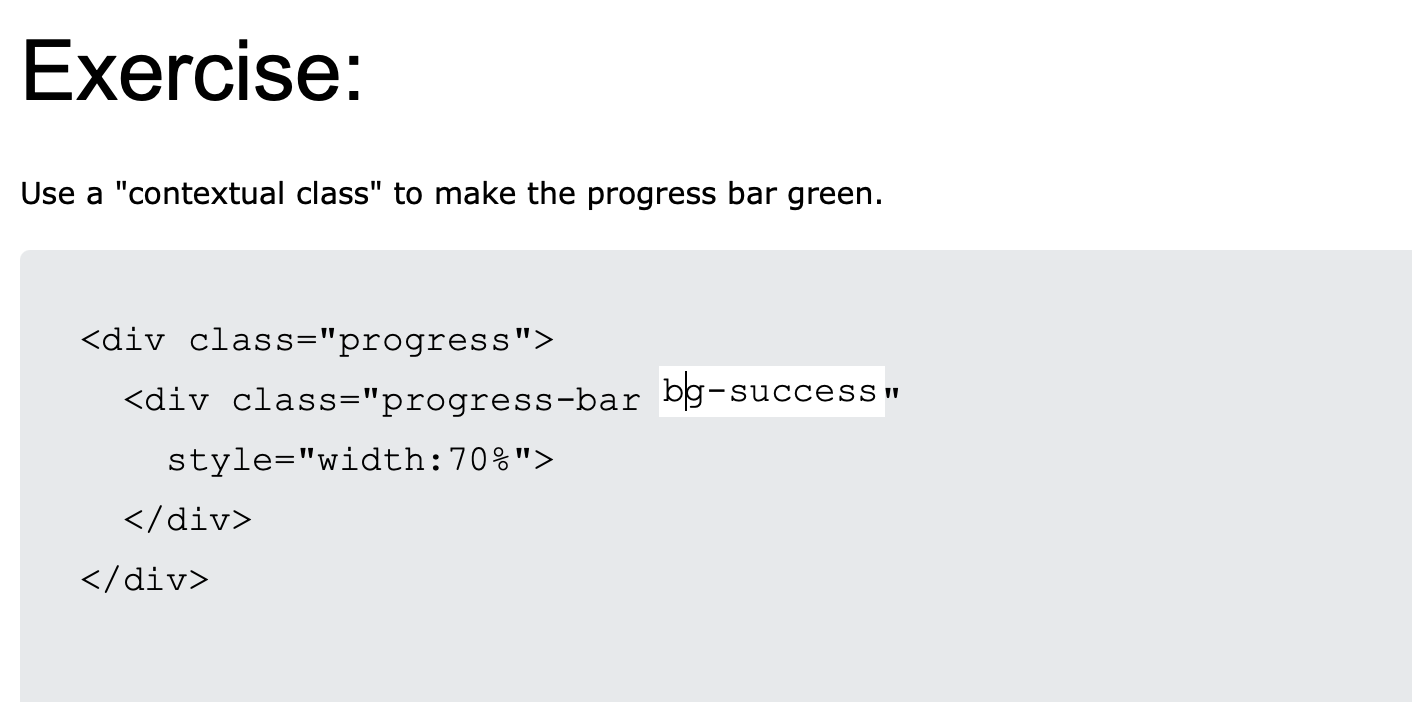 Exercise:
Use a "contextual class" to make the progress bar green.
<div class="progress">
<div class="progress-bar bg-success"
style="width:70%">
</div>
</div>